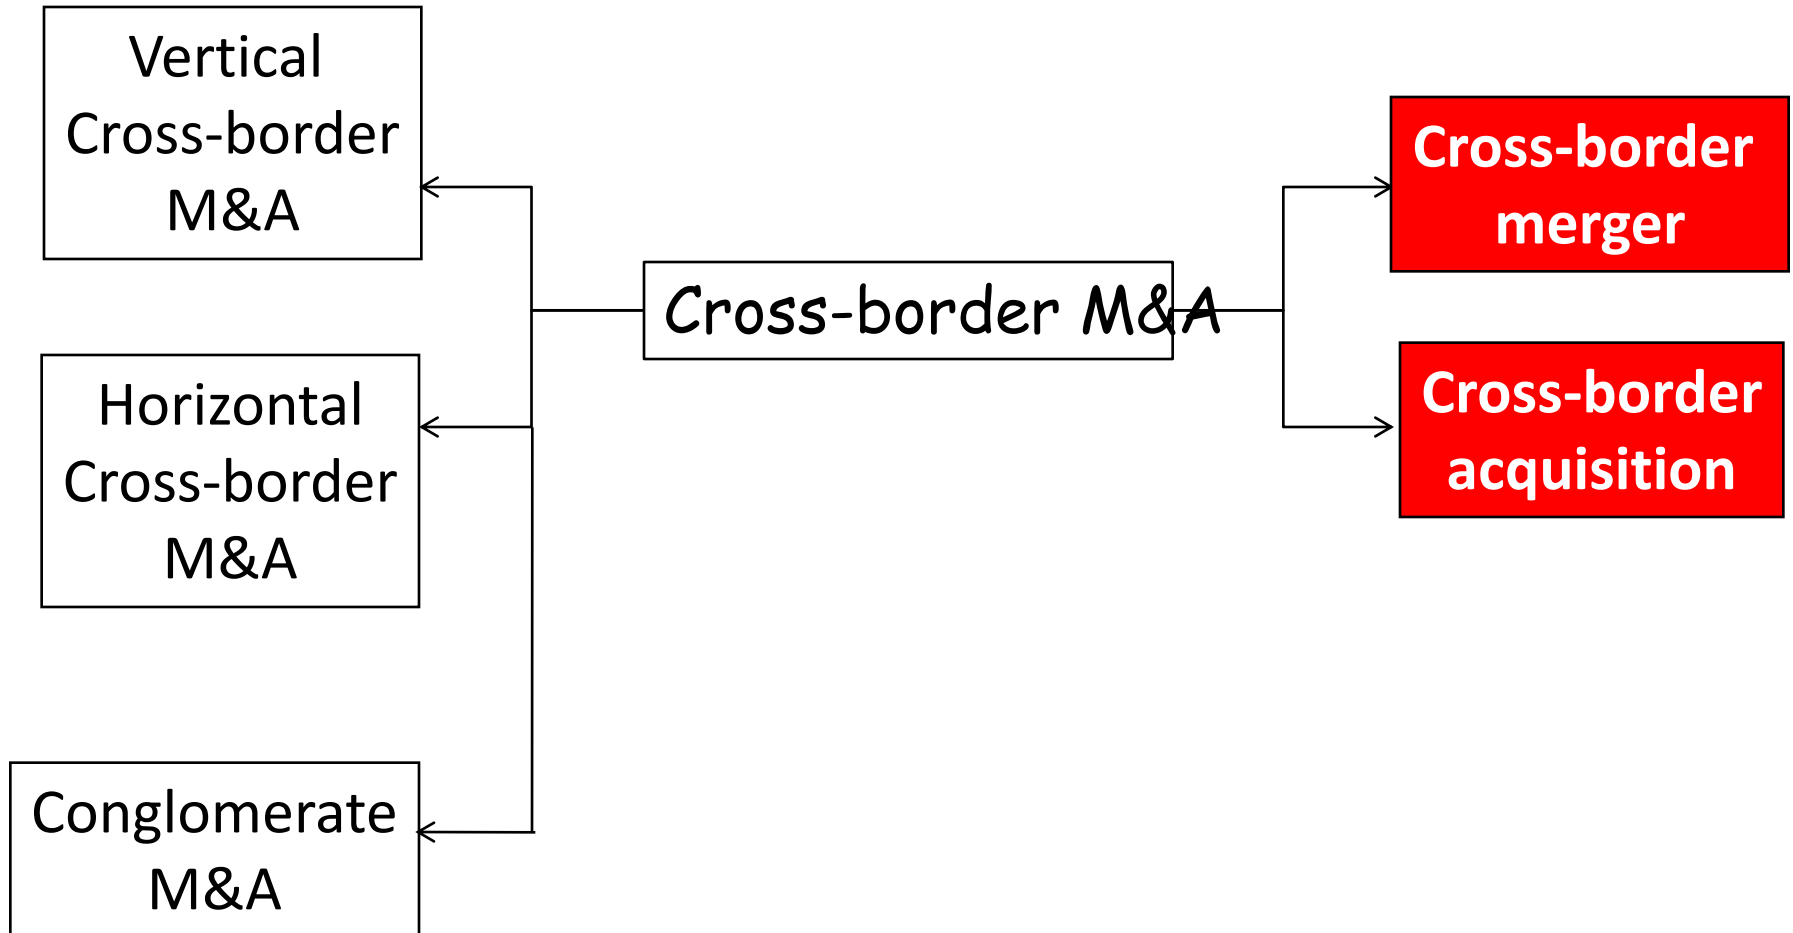 Vertical
Cross-border
M&A
Horizontal
Cross-border
M&A
Conglomerate
M&A
Cross-border M&A
Cross-border
merger
Cross-border
acquisition